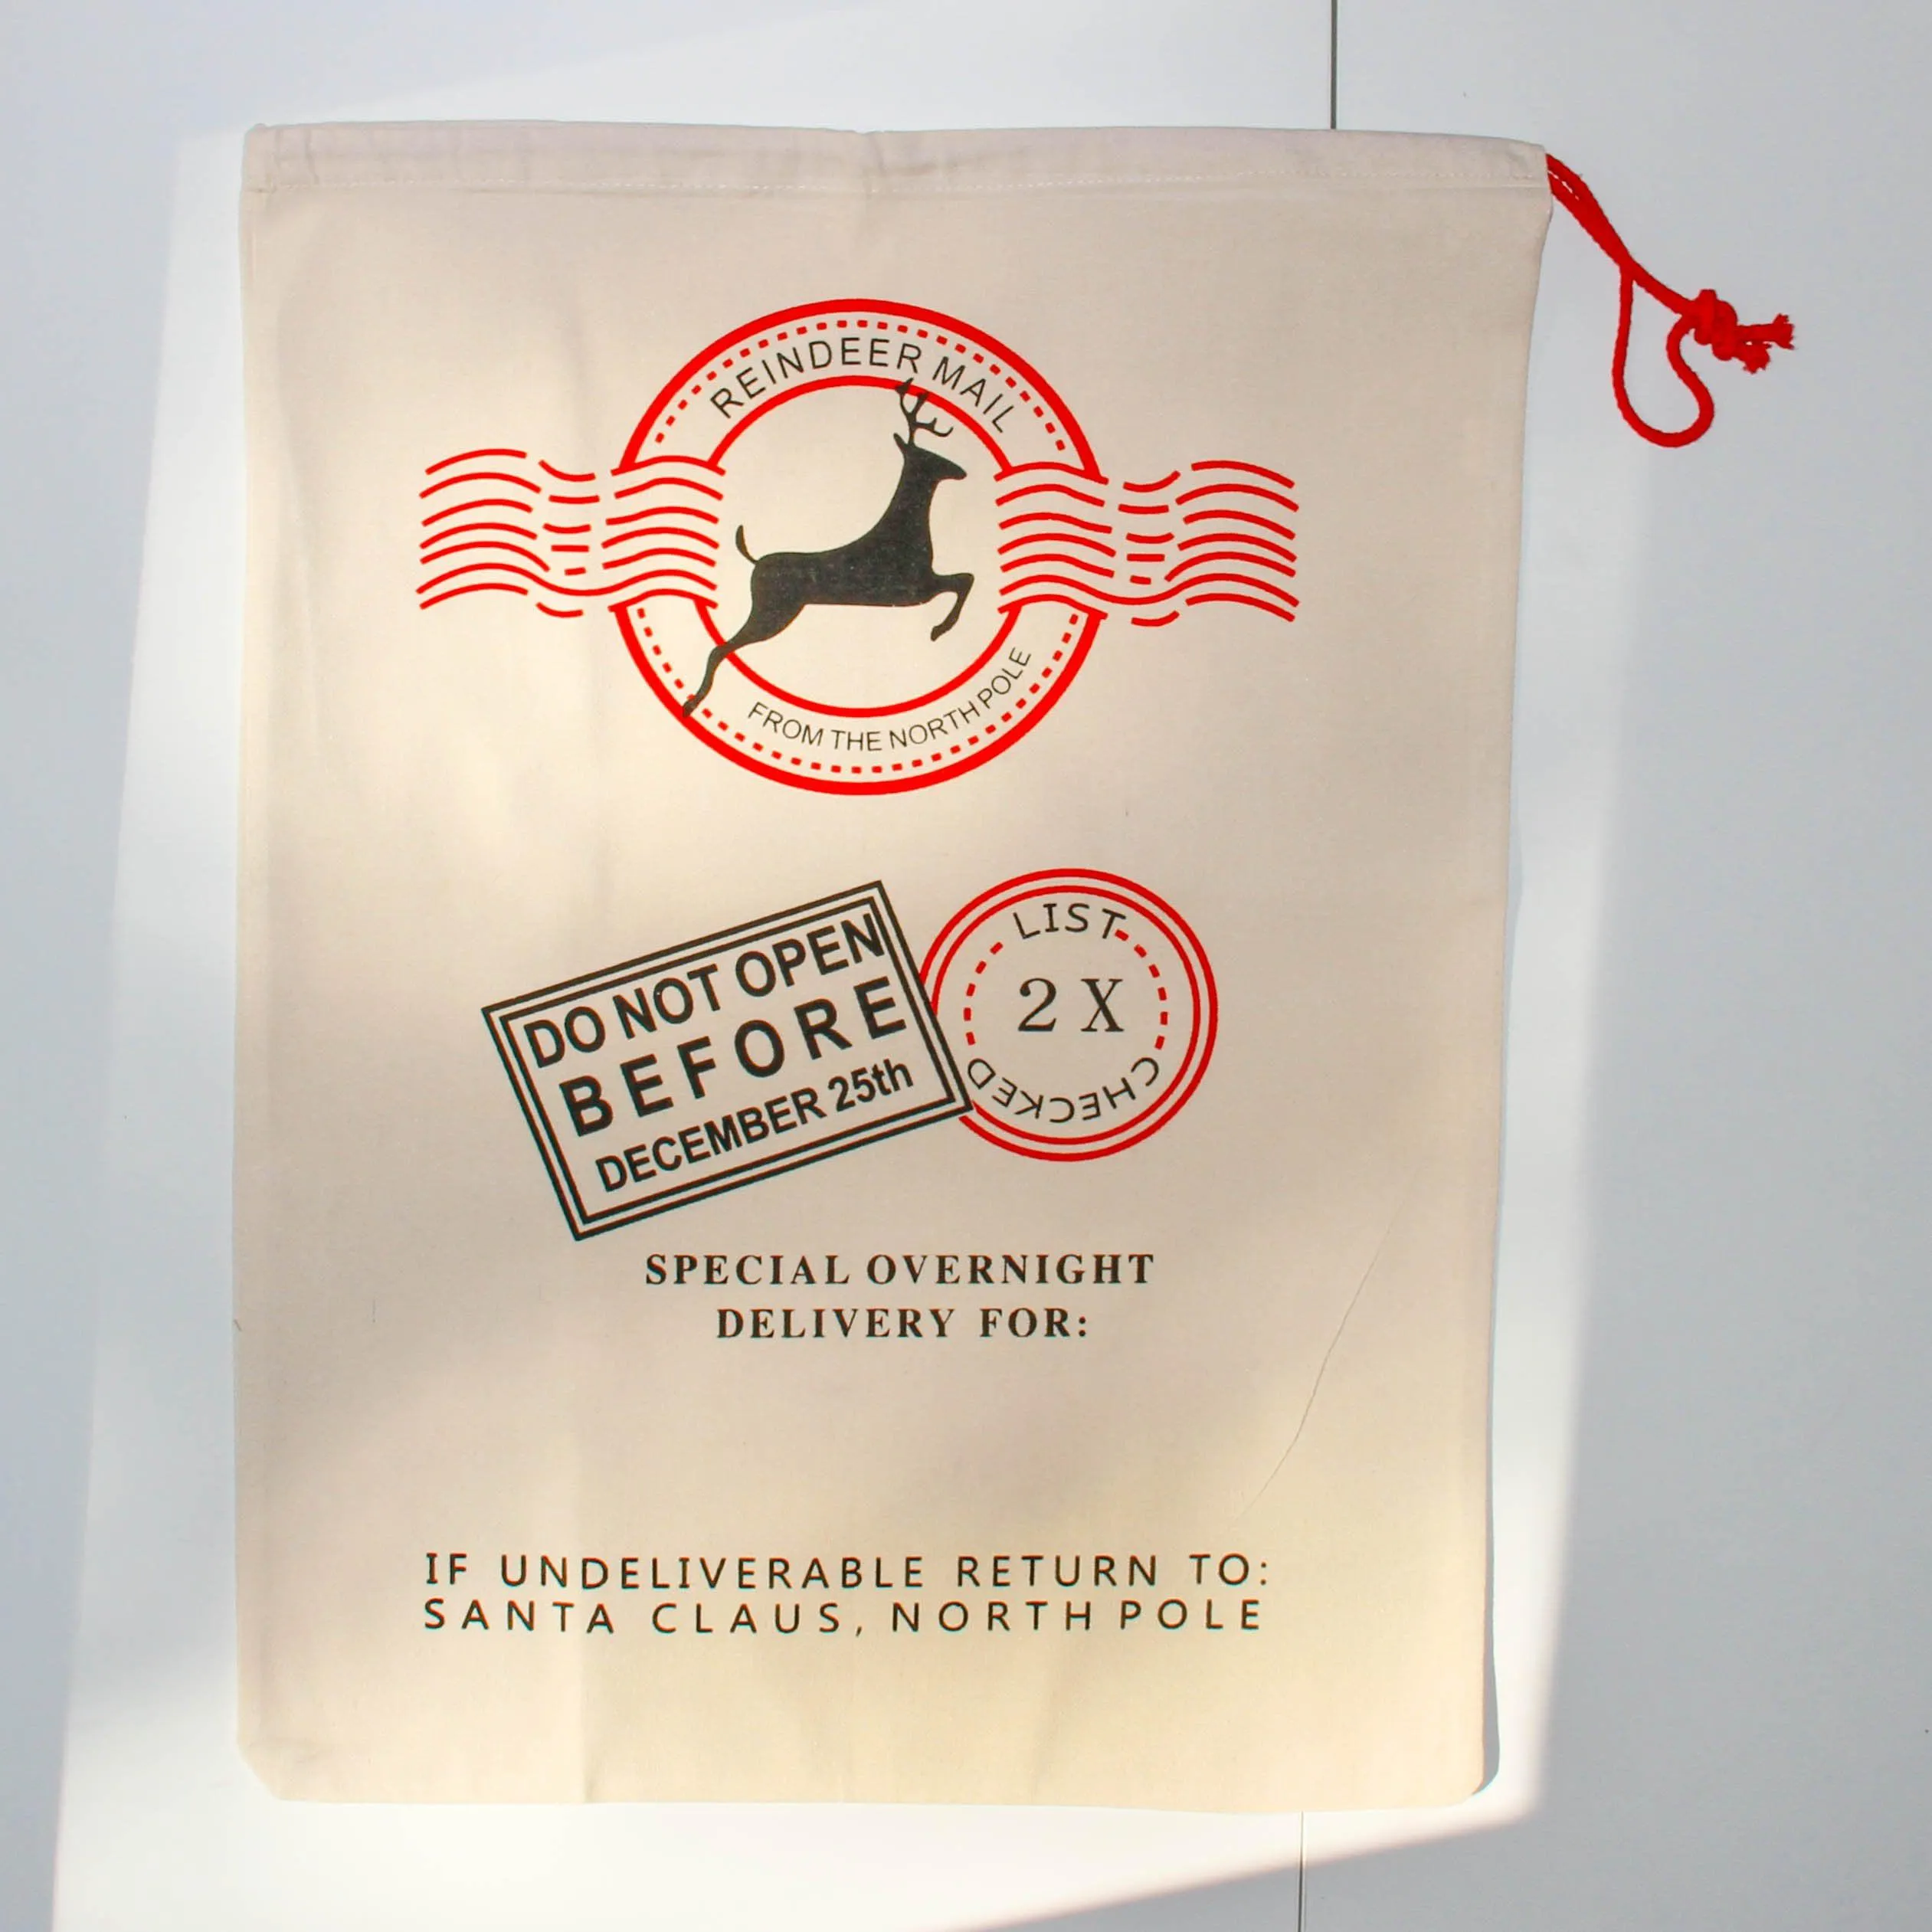 REINDEER MAIL
FROM THE NORTH POLE
DO NOT OPEN
BEFORE
DECEMBER 25th
LIST
2 X
CHECKED
SPECIAL OVERNIGHT
DELIVERY FOR:
IF UNDELIVERABLE RETURN TO:
SANTA CLAUS, NORTH POLE